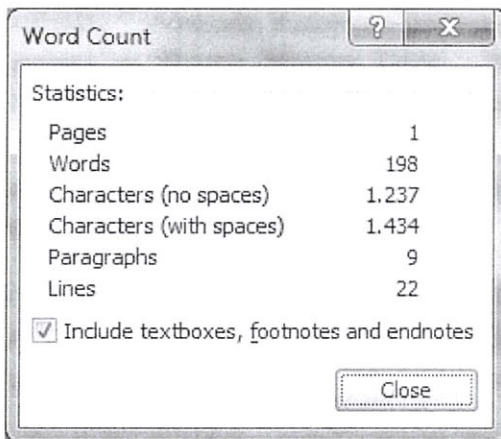 Word Count
Statistics:
Pages 1
Words 198
Characters (no spaces) 1.237
Characters (with spaces) 1.434
Paragraphs 9
Lines 22
Include textboxes, footnotes and endnotes
Close